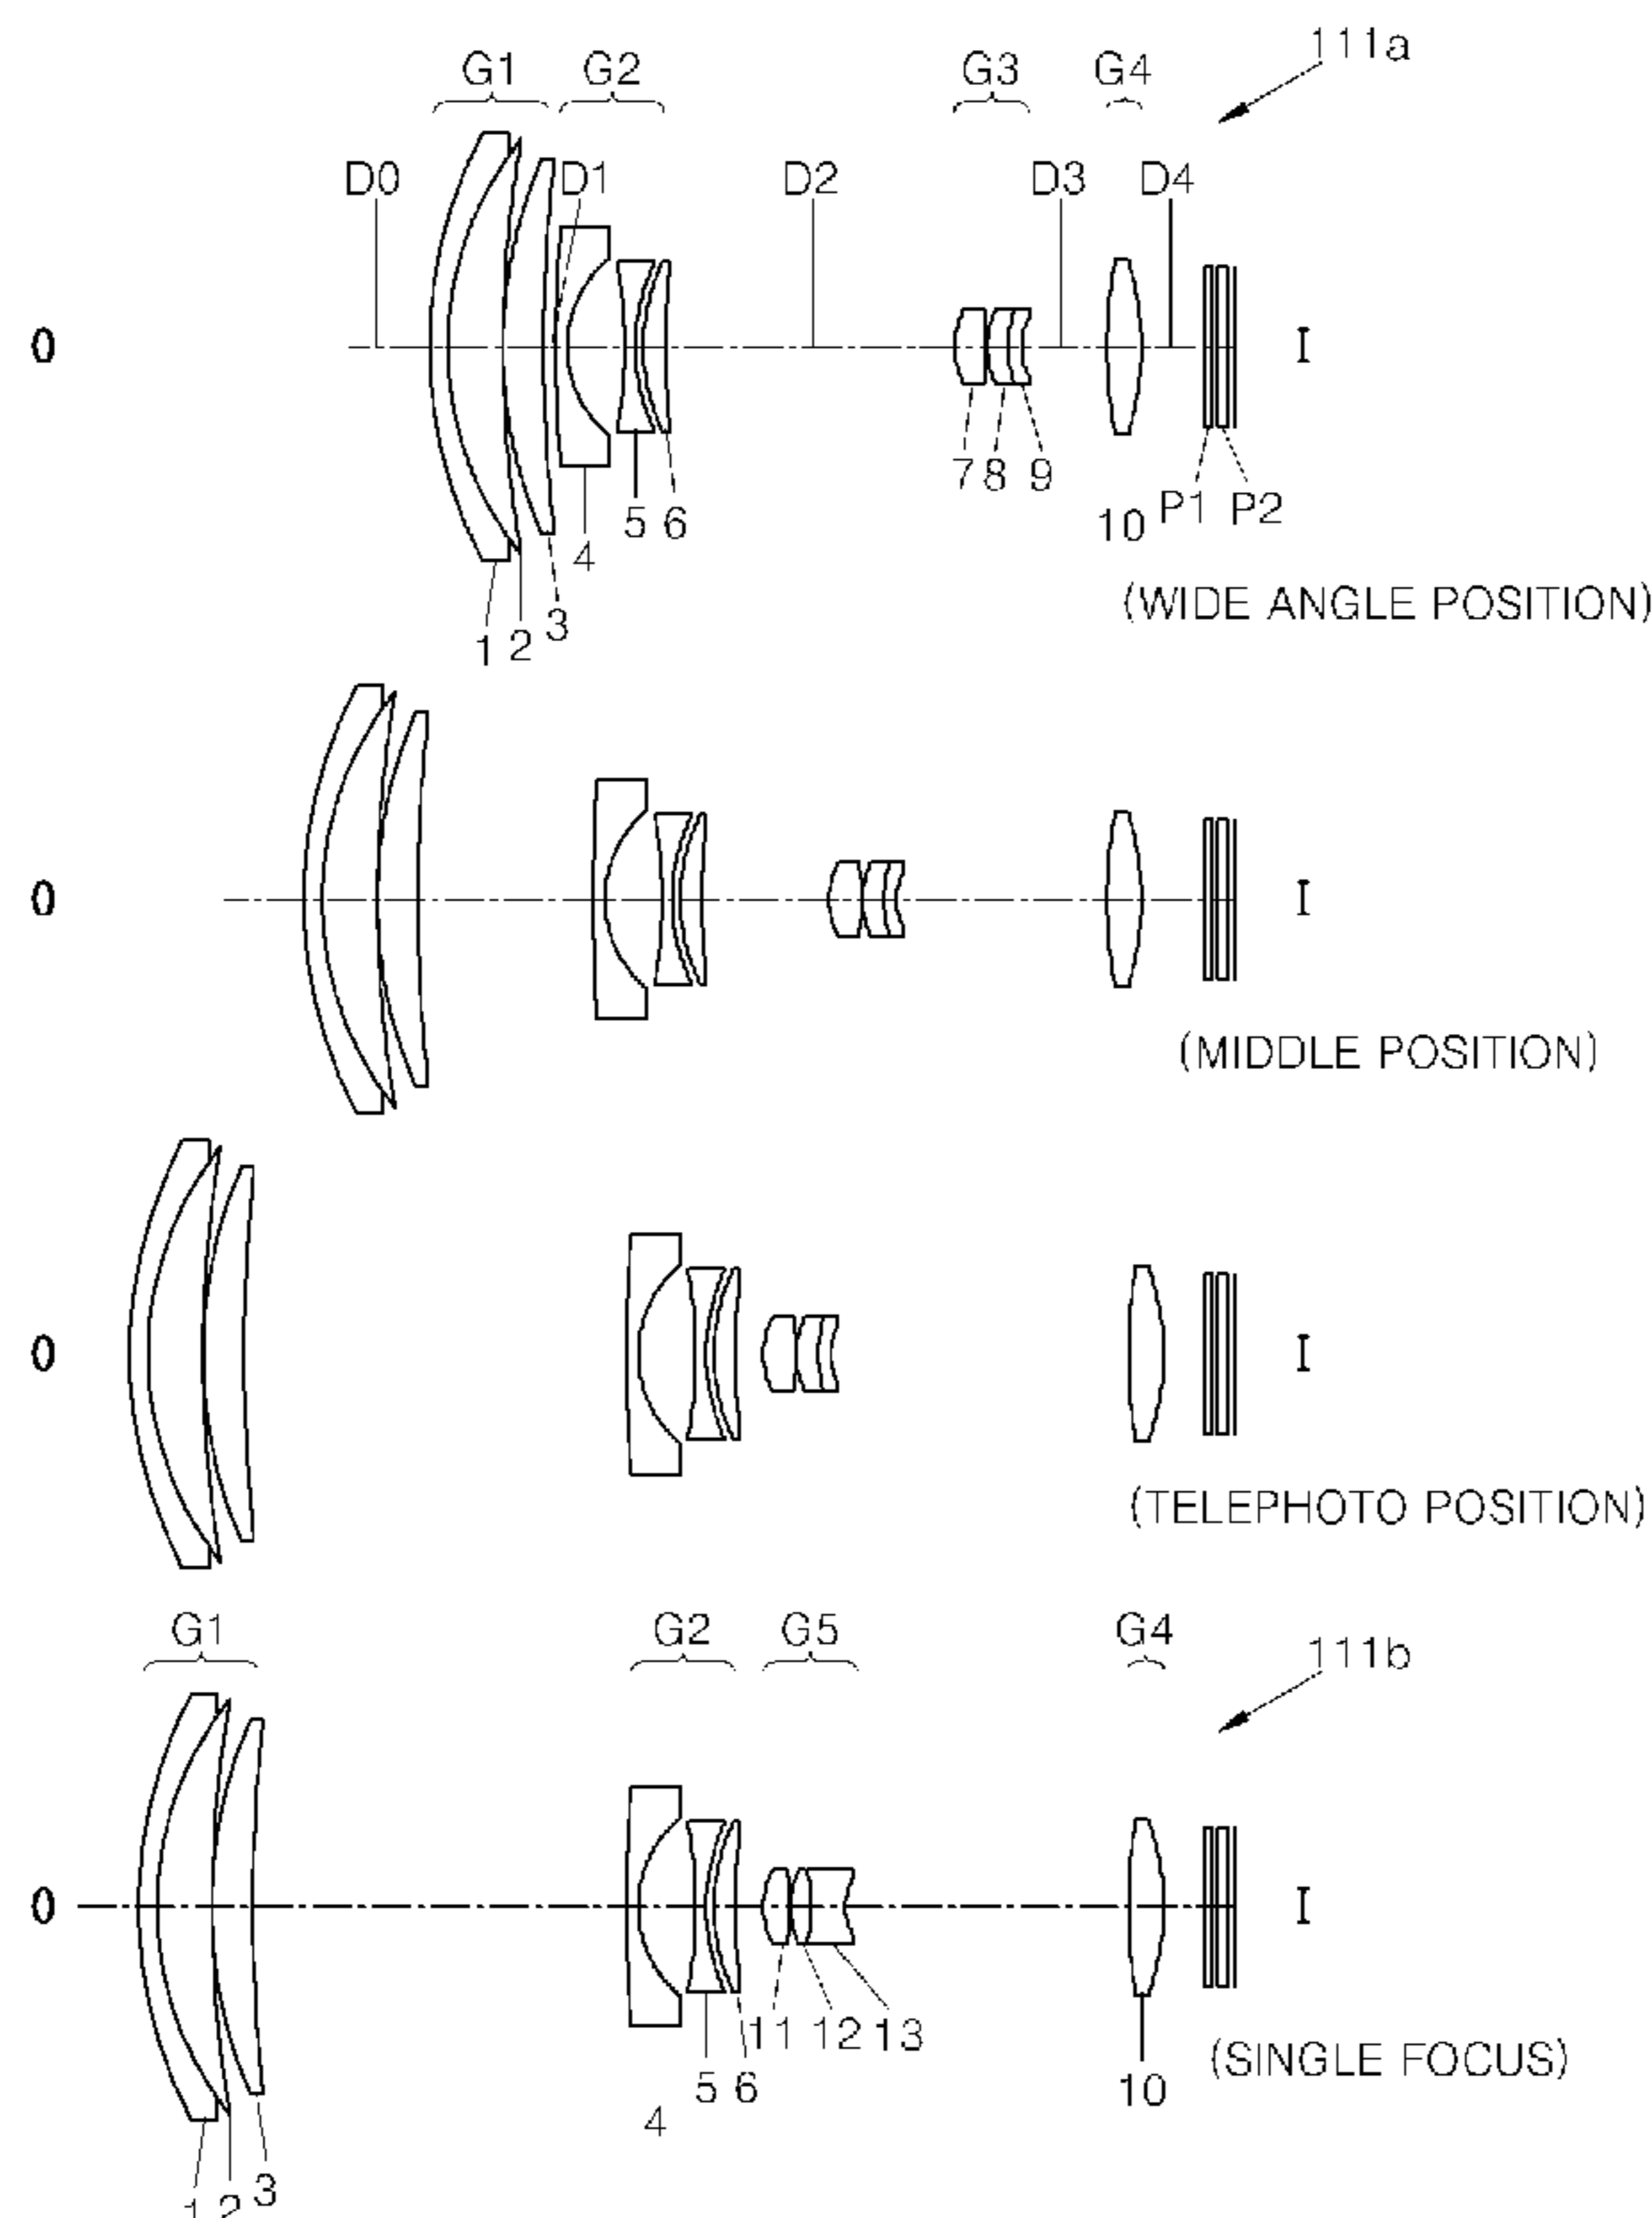 111a
G1 G2 G3 G4
D0 D1 D2 D3 D4
O I
7 8 9
5 6 10 P1 P2
4
(WIDE ANGLE POSITION)
1 2 3
O I
(MIDDLE POSITION)
O I
(TELEPHOTO POSITION)
G1 G2 G5 G4 111b
O I
11 12 13
(SINGLE FOCUS)
5 6 10
4
1 2 3